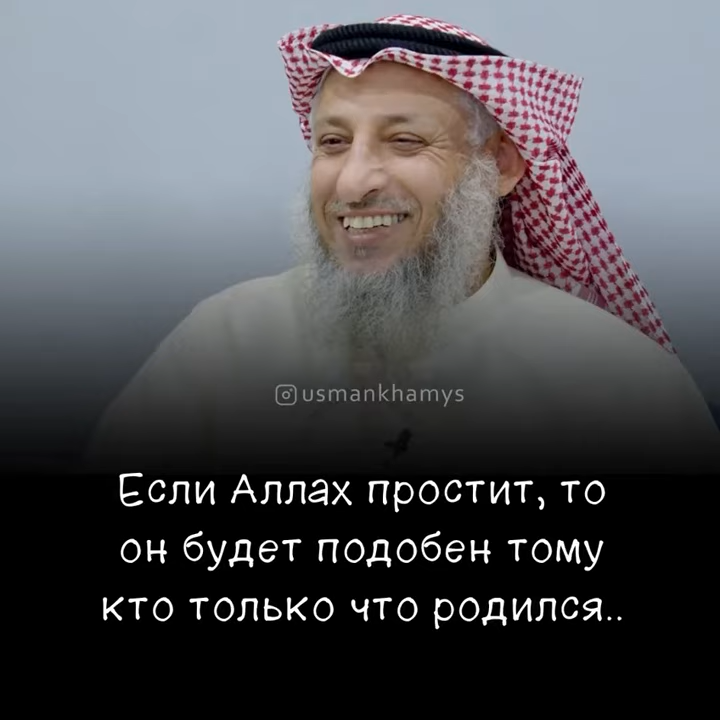 usmankhamys
Если Аллах простит, то
он будет подобен тому
кто только что родился..